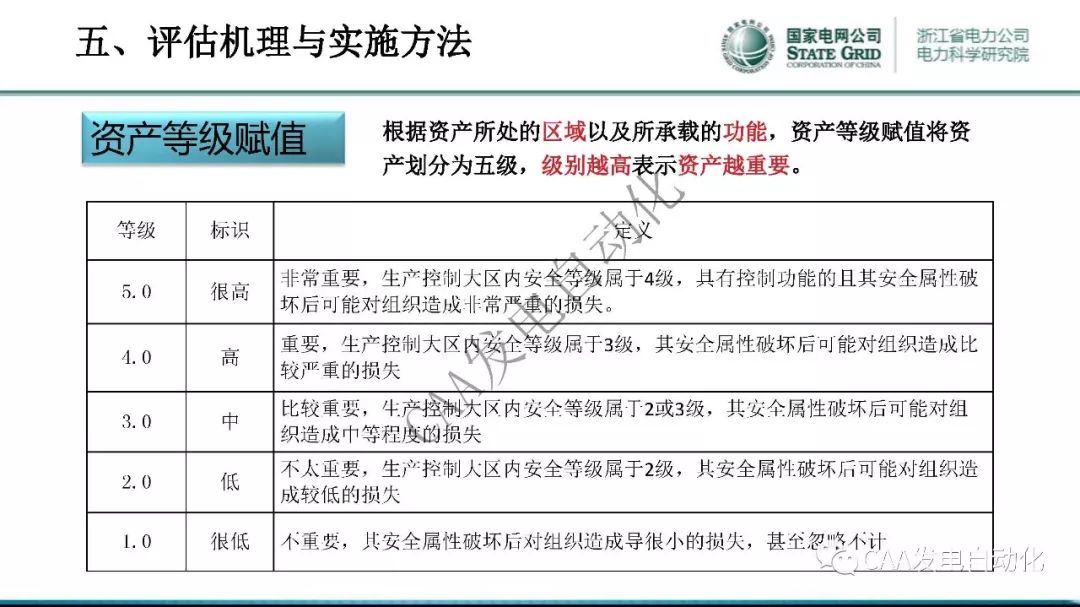 五、评估机理与实施方法
国家电网公司
STATE GRID
CORPORATION OF CHINA
浙江省电力公司
电力科学研究院
资产等级赋值
根据资产所处的区域以及所承载的功能，资产等级赋值将资
产划分为五级，级别越高表示资产越重要。
等级 标识 定义
5.0 很高 非常重要，生产控制大区内安全等级属于4级，具有控制功能的且其安全属性破
坏后可能对组织造成非常严重的损失。
4.0 高 重要，生产控制大区内安全等级属于3级，其安全属性破坏后可能对组织造成比
较严重的损失
3.0 中 比较重要，生产控制大区内安全等级属于2或3级，其安全属性破坏后可能对组
织造成中等程度的损失
2.0 低 不太重要，生产控制大区内安全等级属于2级，其安全属性破坏后可能对组织造
成较低的损失
1.0 很低 不重要，其安全属性破坏后对组织造成导很小的损失，甚至忽略不计
CAA发电自动化
CAA发电自动化